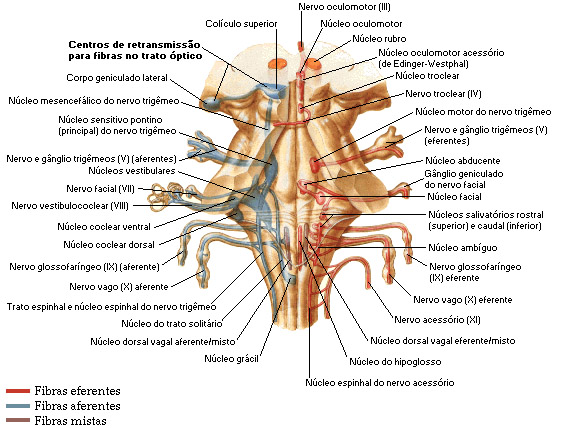 Nervo oculomotor (III)
Colículo superior
Núcleo oculomotor
Núcleo rubro
Centros de retransmissão
para fibras no trato óptico
Núcleo oculomotor acessório
(de Edinger-Westphal)
Corpo geniculado lateral
Núcleo troclear
Núcleo mesencefálico do nervo trigêmeo
Nervo troclear (IV)
Núcleo sensitivo pontino
(principal) do nervo trigêmeo
Núcleo motor do nervo trigêmeo
Nervo e gânglio trigêmeos (V)
(eferentes)
Nervo e gânglio trigêmeos (V) (aferentes)
Núcleo abducente
Núcleos vestibulares
Gânglio geniculado
do nervo facial
Nervo facial (VII)
Núcleo facial
Nervo vestibulococlear (VIII)
Núcleos salivatórios rostral
(superior) e caudal (inferior)
Núcleo coclear ventral
Núcleo coclear dorsal
Núcleo ambíguo
Nervo glossofaríngeo (IX) (aferente)
Nervo glossofaríngeo
(IX) eferente
Nervo vago (X) aferente
Nervo vago (X) eferente
Trato espinhal e núcleo espinhal do nervo trigêmeo
Nervo acessório (XI)
Núcleo do trato solitário
Núcleo dorsal vagal aferente/misto
Núcleo dorsal vagal eferente/misto
Núcleo grácil
Núcleo do hipoglosso
Núcleo espinhal do nervo acessório
Fibras eferentes
Fibras aferentes
Fibras mistas